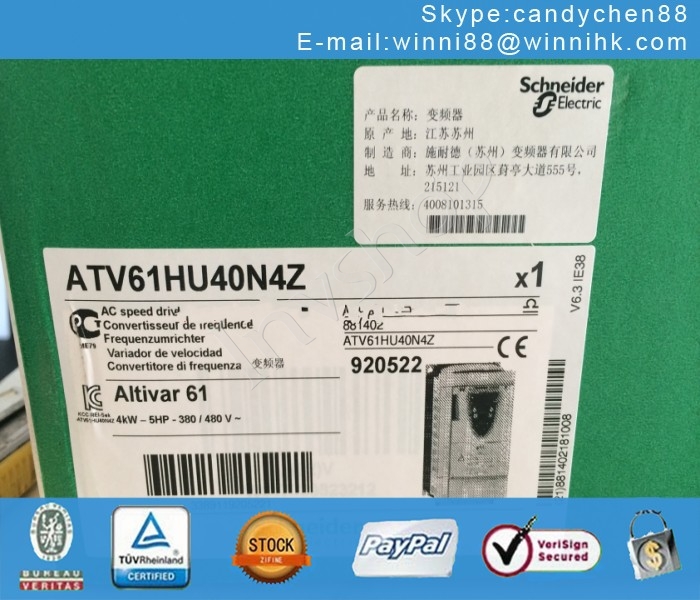 Skype:candychen88
E-mail:winni88@winnihk.com
Schneider
Electric
产品名称: 变频器
原 产 地: 江苏苏州
制 造 商: 施耐德（苏州）变频器有限公司
地 址: 苏州工业园区葑亭大道555号,
215121
服务热线: 4008101315
ATV61HU40N4Z
x1
V6.3 IE38
AC speed drive
Convertisseur de fréquence
881402
Frequenzumrichter
ATV61HU40N4Z
Variador de velocidad
Convertitore di frequenza 变频器
920522
CE
Altivar 61
4kW – 5HP - 380 / 480 V ~
21)881402181008
BUREAU
VERITAS
TÜVRheinland
CERTIFIED
STOCK
ZIFINE
PayPal
VeriSign
Secured